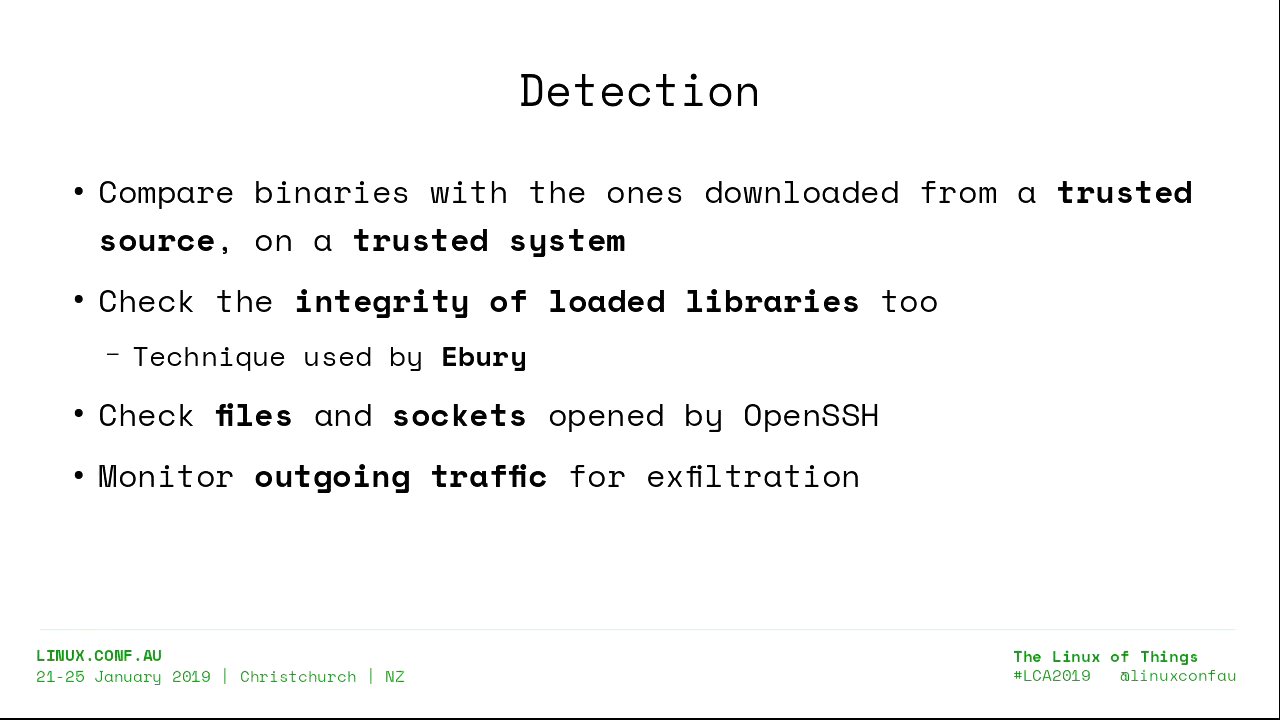 Detection
• Compare binaries with the ones downloaded from a trusted
source, on a trusted system
• Check the integrity of loaded libraries too
– Technique used by Ebury
• Check files and sockets opened by OpenSSH
• Monitor outgoing traffic for exfiltration
LINUX.CONF.AU
21-25 January 2019 | Christchurch | NZ
The Linux of Things
#LCA2019 @linuxconfau